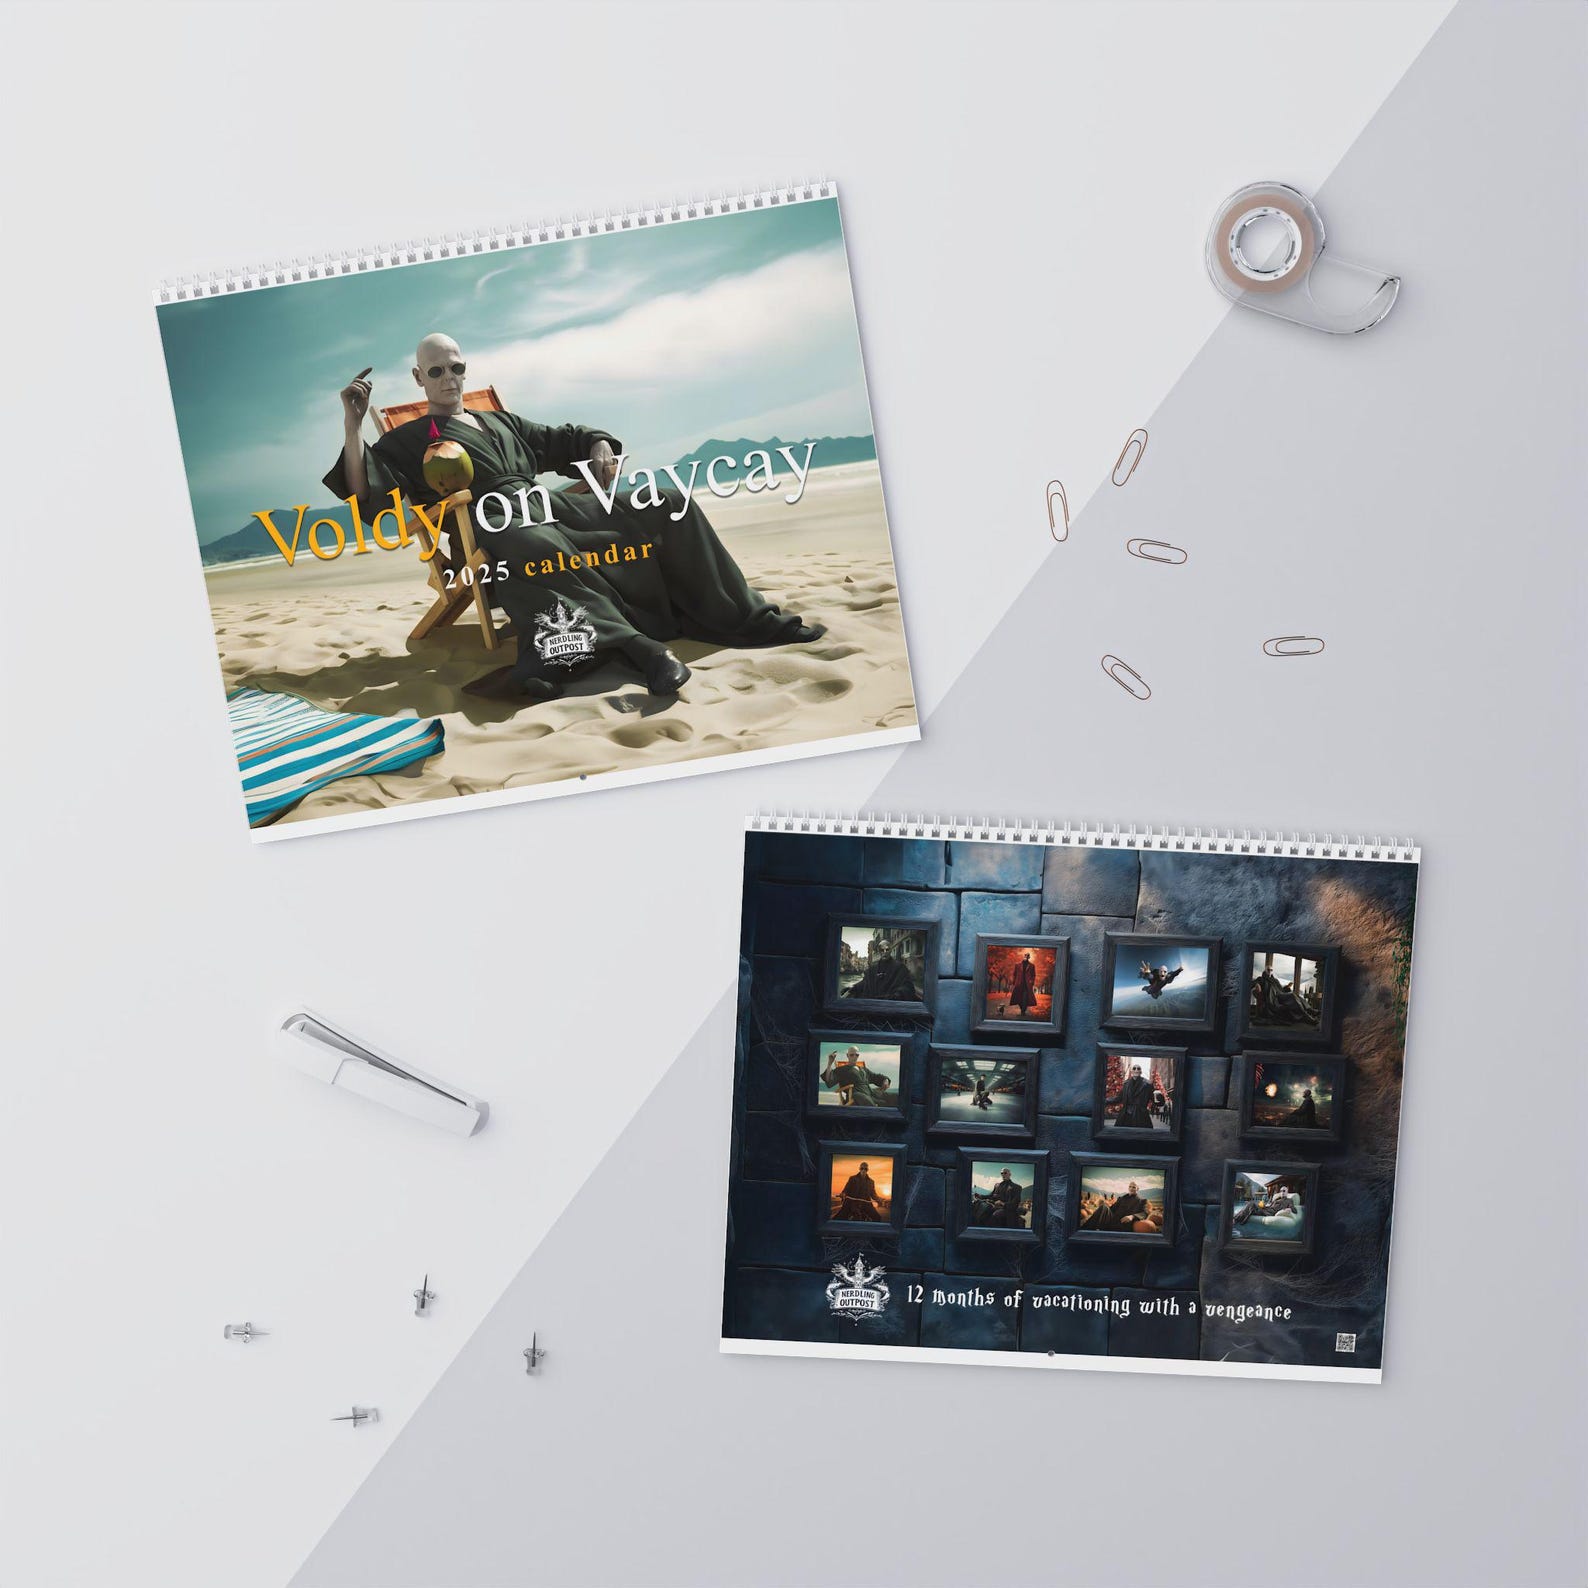 Voldy on Vaycay
2025 calendar
NERDLING
OUTPOST
NERDLING
OUTPOST
12 months of vacationing with a vengeance